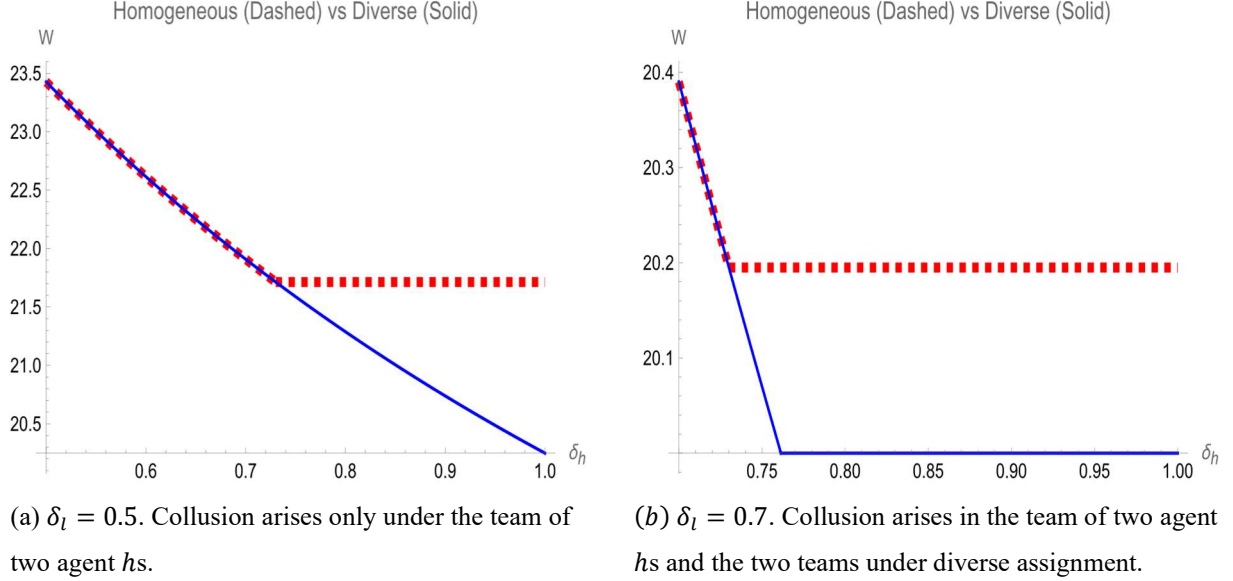 Homogeneous (Dashed) vs Diverse (Solid)
W
23.5
23.0
22.5
22.0
21.5
21.0
20.5
0.6 0.7 0.8 0.9 1.0
δₕ
(a) δₗ = 0.5. Collusion arises only under the team of
two agent hs.
Homogeneous (Dashed) vs Diverse (Solid)
W
20.4
20.3
20.2
20.1
0.75 0.80 0.85 0.90 0.95 1.00
δₕ
(b) δₗ = 0.7. Collusion arises in the team of two agent
hs and the two teams under diverse assignment.